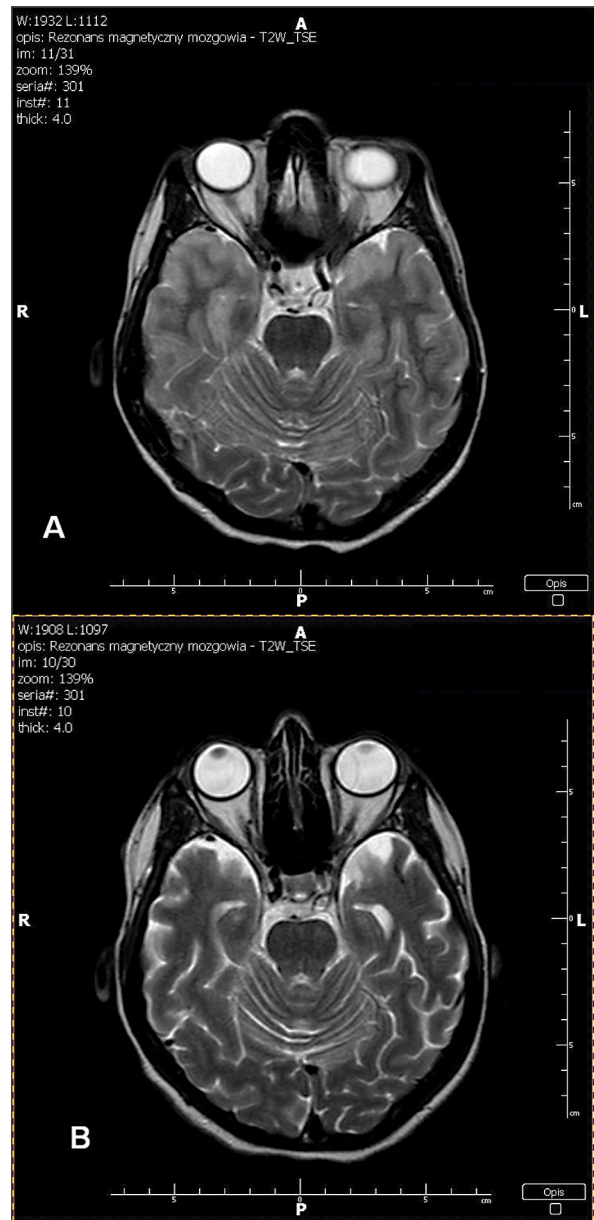 W:1932 L:1112
opis: Rezonans magnetyczny mozgowia - T2W_TSE
im: 11/31
zoom: 139%
seria#: 301
inst#: 11
thick: 4.0
A
R
L
5
0
5
cm
A
5
0
5
cm
P
Opis
W:1908 L:1097
opis: Rezonans magnetyczny mozgowia - T2W_TSE
im: 10/30
zoom: 139%
seria#: 301
inst#: 10
thick: 4.0
A
R
L
5
0
5
cm
B
5
0
5
cm
P
Opis